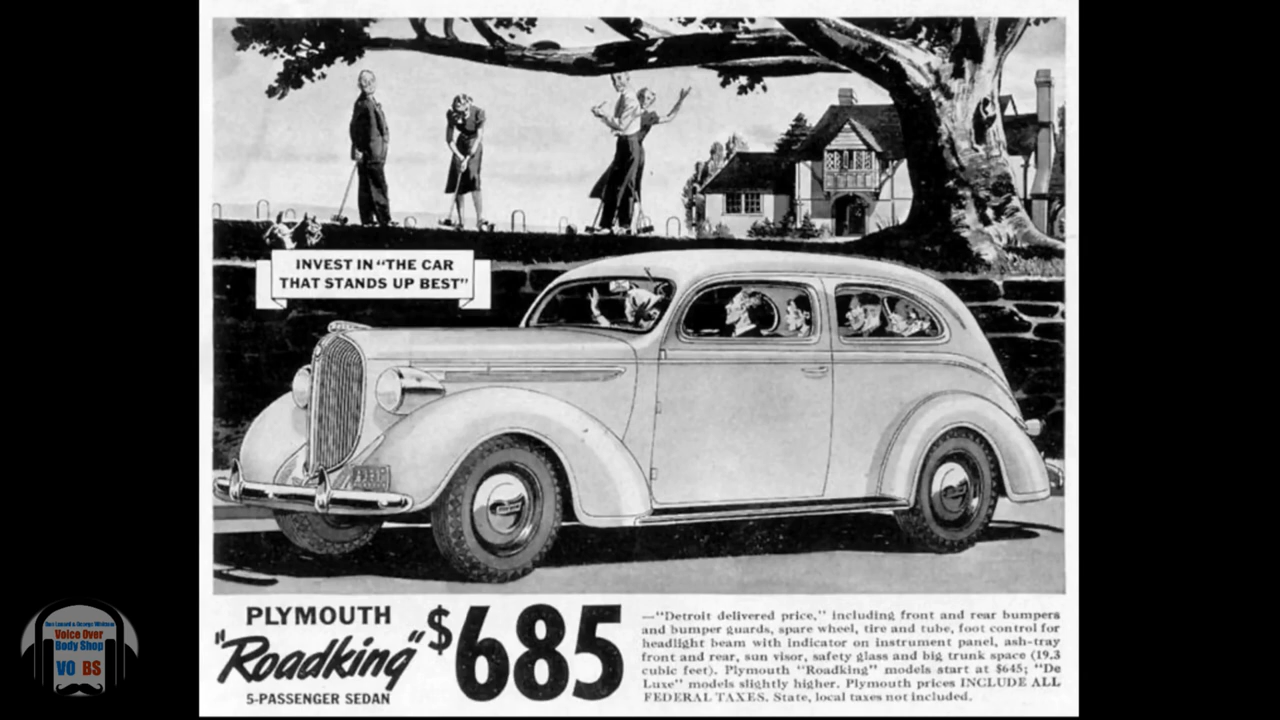 INVEST IN "THE CAR
THAT STANDS UP BEST"
PLYMOUTH
"Roadking"
5-PASSENGER SEDAN
$685
—"Detroit delivered price," including front and rear bumpers
and bumper guards, spare wheel, tire and tube, foot control for
headlight beam with indicator on instrument panel, ash-tray
front and rear, sun visor, safety glass and big trunk space (19.3
cubic feet). Plymouth "Roadking" models start at $645; "De
Luxe" models slightly higher. Plymouth prices INCLUDE ALL
FEDERAL TAXES. State, local taxes not included.
Voice Over
Body Shop
VO BS